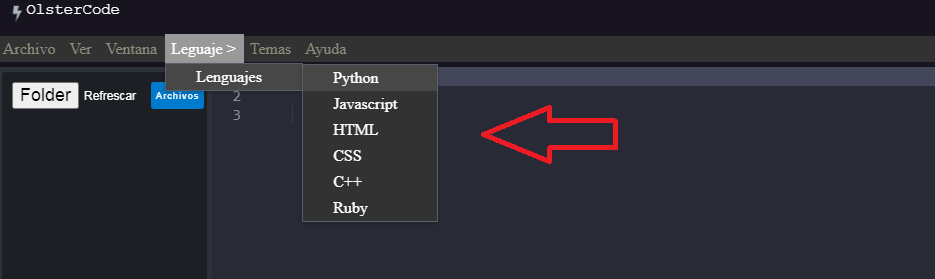 OlsterCode
Archivo Ver Ventana Leguaje > Temas Ayuda
Lenguajes
Python
Javascript
HTML
CSS
C++
Ruby
Folder Refrescar Archivos
2
3